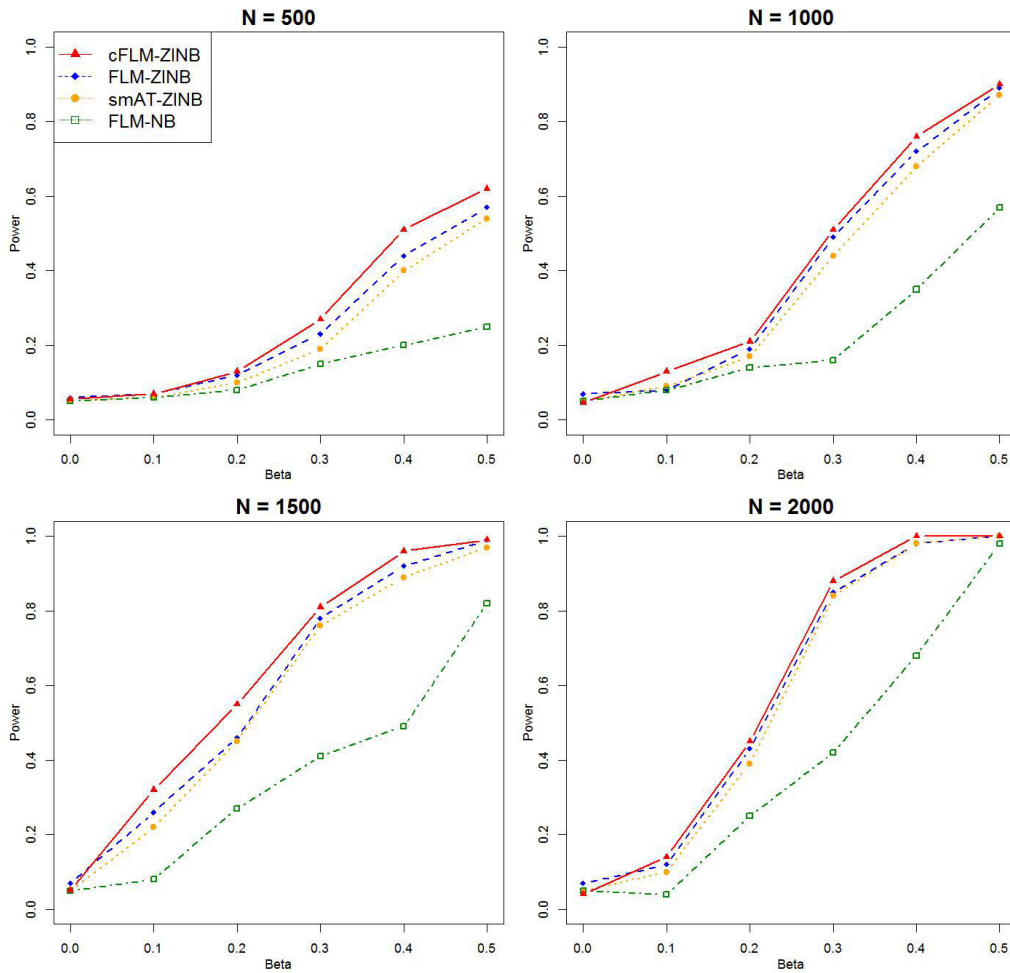 N = 500
cFLM-ZINB
FLM-ZINB
smAT-ZINB
FLM-NB
Power
0.0 0.2 0.4 0.6 0.8 1.0
0.0 0.1 0.2 0.3 0.4 0.5
Beta
N = 1000
Power
0.0 0.2 0.4 0.6 0.8 1.0
0.0 0.1 0.2 0.3 0.4 0.5
Beta
N = 1500
Power
0.0 0.2 0.4 0.6 0.8 1.0
0.0 0.1 0.2 0.3 0.4 0.5
Beta
N = 2000
Power
0.0 0.2 0.4 0.6 0.8 1.0
0.0 0.1 0.2 0.3 0.4 0.5
Beta